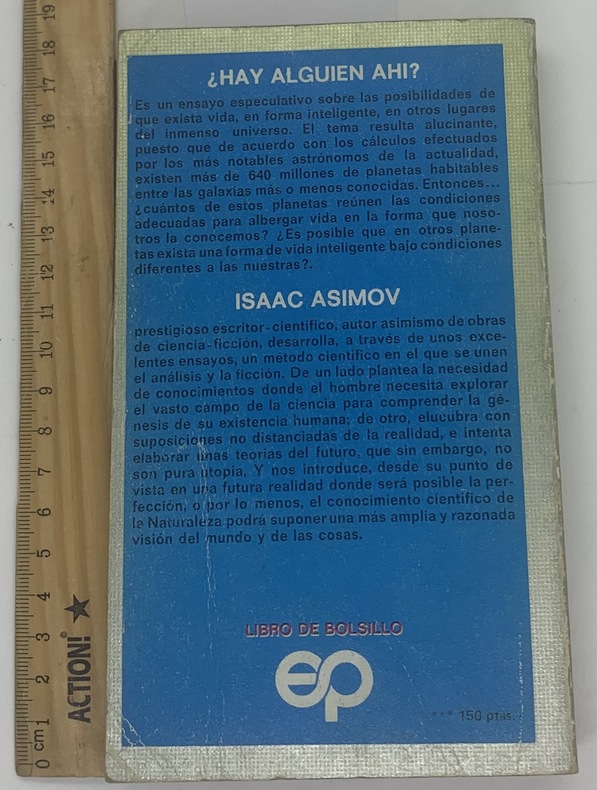 ¿HAY ALGUIEN AHI?
Es un ensayo especulativo sobre las posibilidades de
que exista vida, en forma inteligente, en otros lugares
del inmenso universo. El tema resulta alucinante,
puesto que de acuerdo con los cálculos efectuados
por los más notables astrónomos de la actualidad,
existen más de 640 millones de planetas habitables
entre las galaxias más o menos conocidas. Entonces...
¿cuántos de estos planetas reúnen las condiciones
adecuadas para albergar vida en la forma que noso-
tros la conocemos? ¿Es posible que en otros plane-
tas exista una forma de vida inteligente bajo condiciones
diferentes a las nuestras?.
ISAAC ASIMOV
prestigioso escritor-científico, autor asimismo de obras
de ciencia-ficción, desarrolla, a través de unos exce-
lentes ensayos, un método científico en el que se unen
el análisis y la ficción. De un lado plantea la necesidad
de conocimientos donde el hombre necesita explorar
el vasto campo de la ciencia para comprender la gé-
nesis de su existencia humana; de otro, elucubra con
suposiciones no distanciadas de la realidad, e intenta
elaborar unas teorías del futuro, que sin embargo, no
son pura utopía. Y nos introduce, desde su punto de
vista en una futura realidad donde será posible la per-
fección, o por lo menos, el conocimiento científico de
la Naturaleza podrá suponer una más amplia y razonada
visión del mundo y de las cosas.
LIBRO DE BOLSILLO
ep
*** 150 ptas.
0 cm 1 2 3 4 5 6 7 8 9 10 11 12 13 14 15 16 17 18 19
ACTION!®